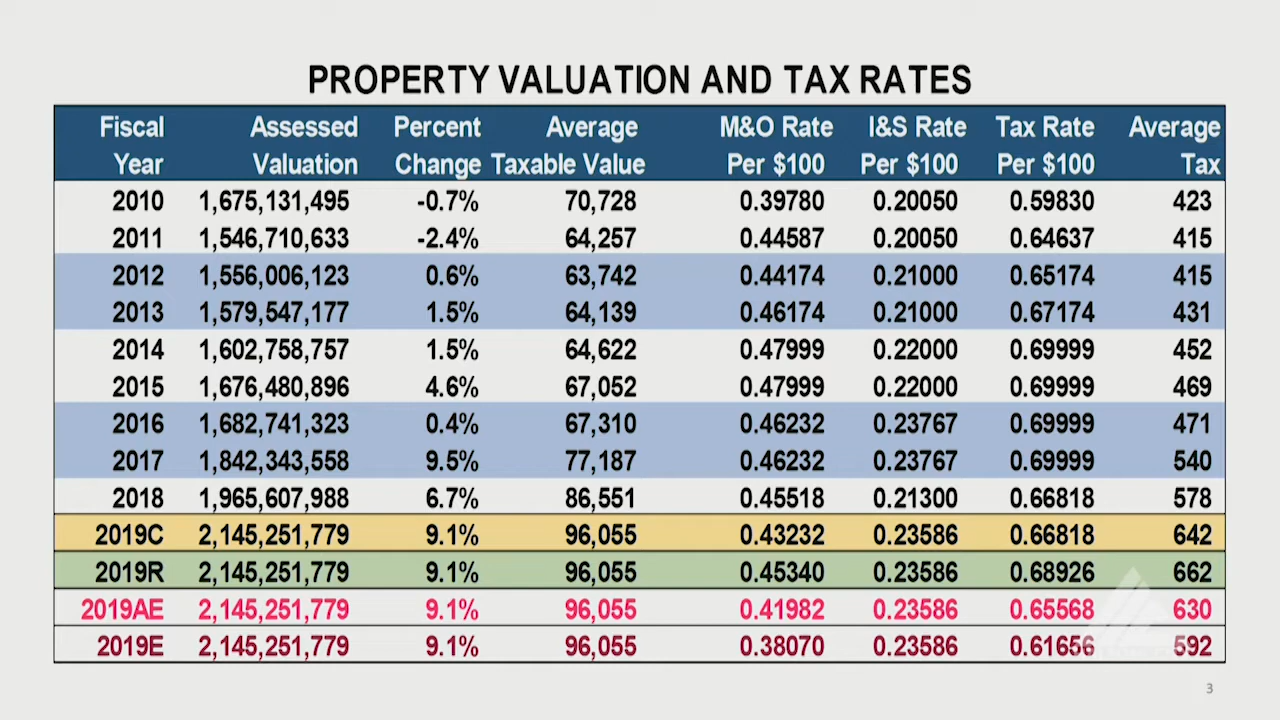 PROPERTY VALUATION AND TAX RATES
Fiscal Assessed Percent Average M&O Rate I&S Rate Tax Rate Average
Year Valuation Change Taxable Value Per $100 Per $100 Per $100 Tax
2010 1,675,131,495 -0.7% 70,728 0.39780 0.20050 0.59830 423
2011 1,546,710,633 -2.4% 64,257 0.44587 0.20050 0.64637 415
2012 1,556,006,123 0.6% 63,742 0.44174 0.21000 0.65174 415
2013 1,579,547,177 1.5% 64,139 0.46174 0.21000 0.67174 431
2014 1,602,758,757 1.5% 64,622 0.47999 0.22000 0.69999 452
2015 1,676,480,896 4.6% 67,052 0.47999 0.22000 0.69999 469
2016 1,682,741,323 0.4% 67,310 0.46232 0.23767 0.69999 471
2017 1,842,343,558 9.5% 77,187 0.46232 0.23767 0.69999 540
2018 1,965,607,988 6.7% 86,551 0.45518 0.21300 0.66818 578
2019C 2,145,251,779 9.1% 96,055 0.43232 0.23586 0.66818 642
2019R 2,145,251,779 9.1% 96,055 0.45340 0.23586 0.68926 662
2019AE 2,145,251,779 9.1% 96,055 0.41982 0.23586 0.65568 630
2019E 2,145,251,779 9.1% 96,055 0.38070 0.23586 0.61656 592
3